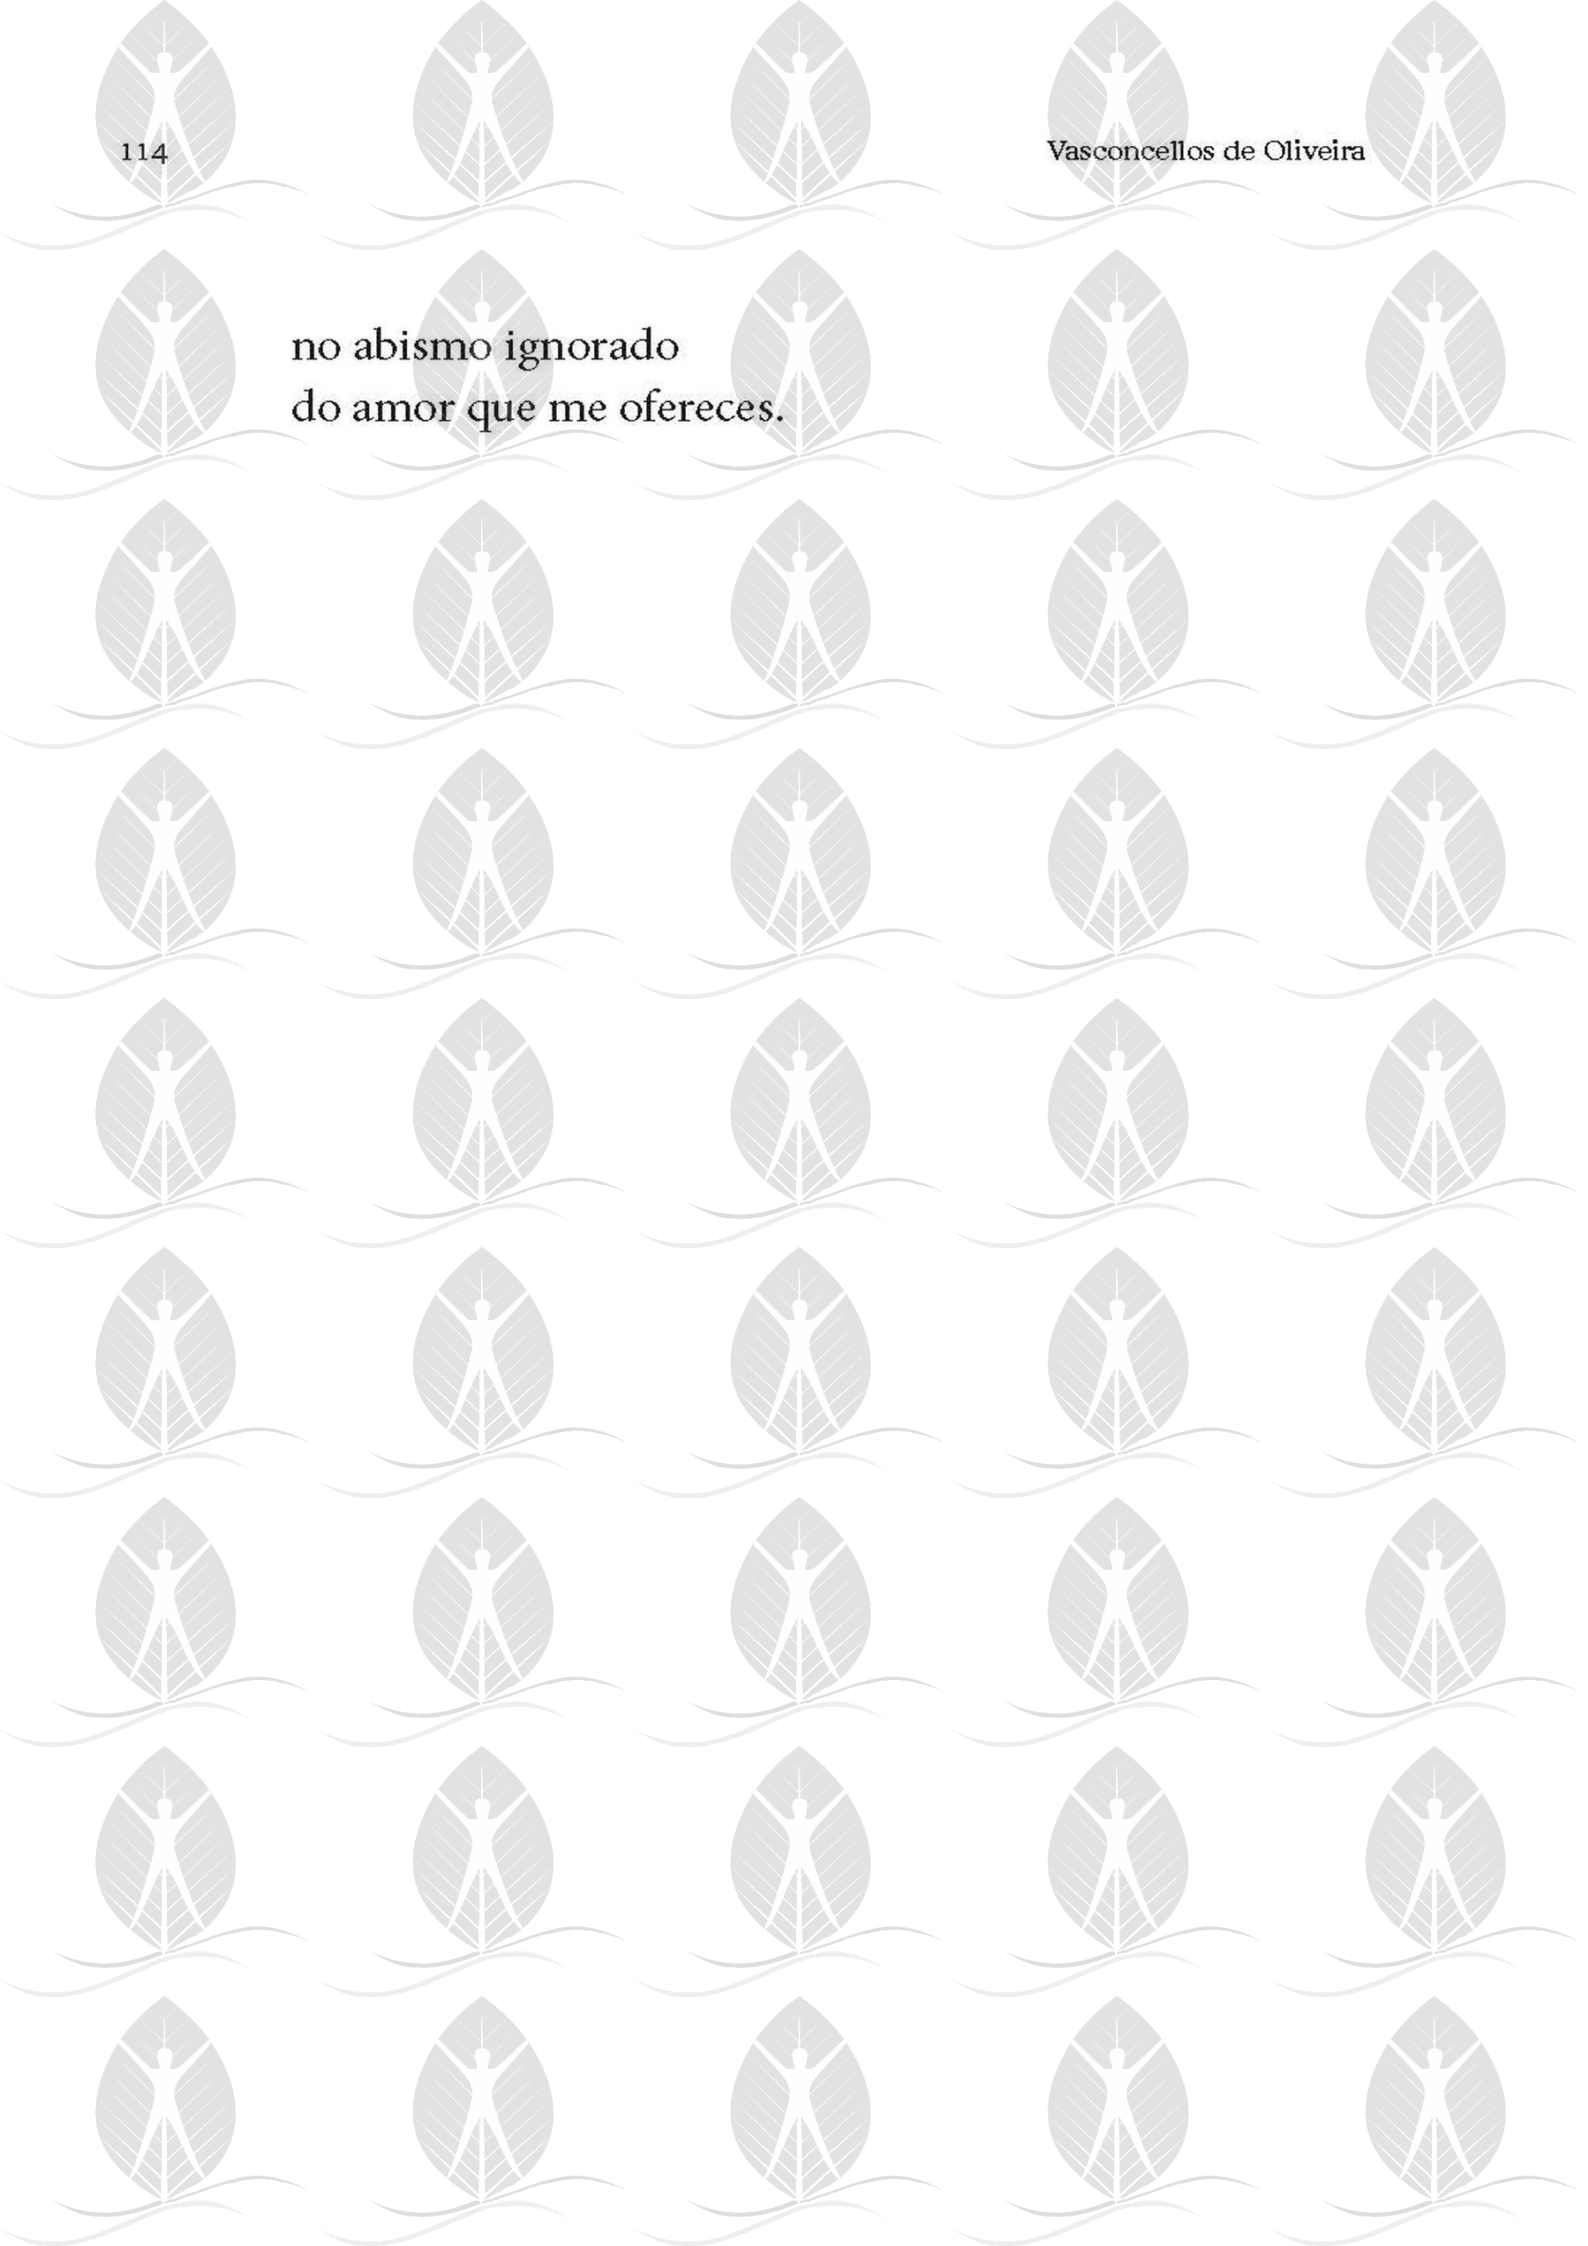 114 Vasconcellos de Oliveira
no abismo ignorado
do amor que me ofereces.